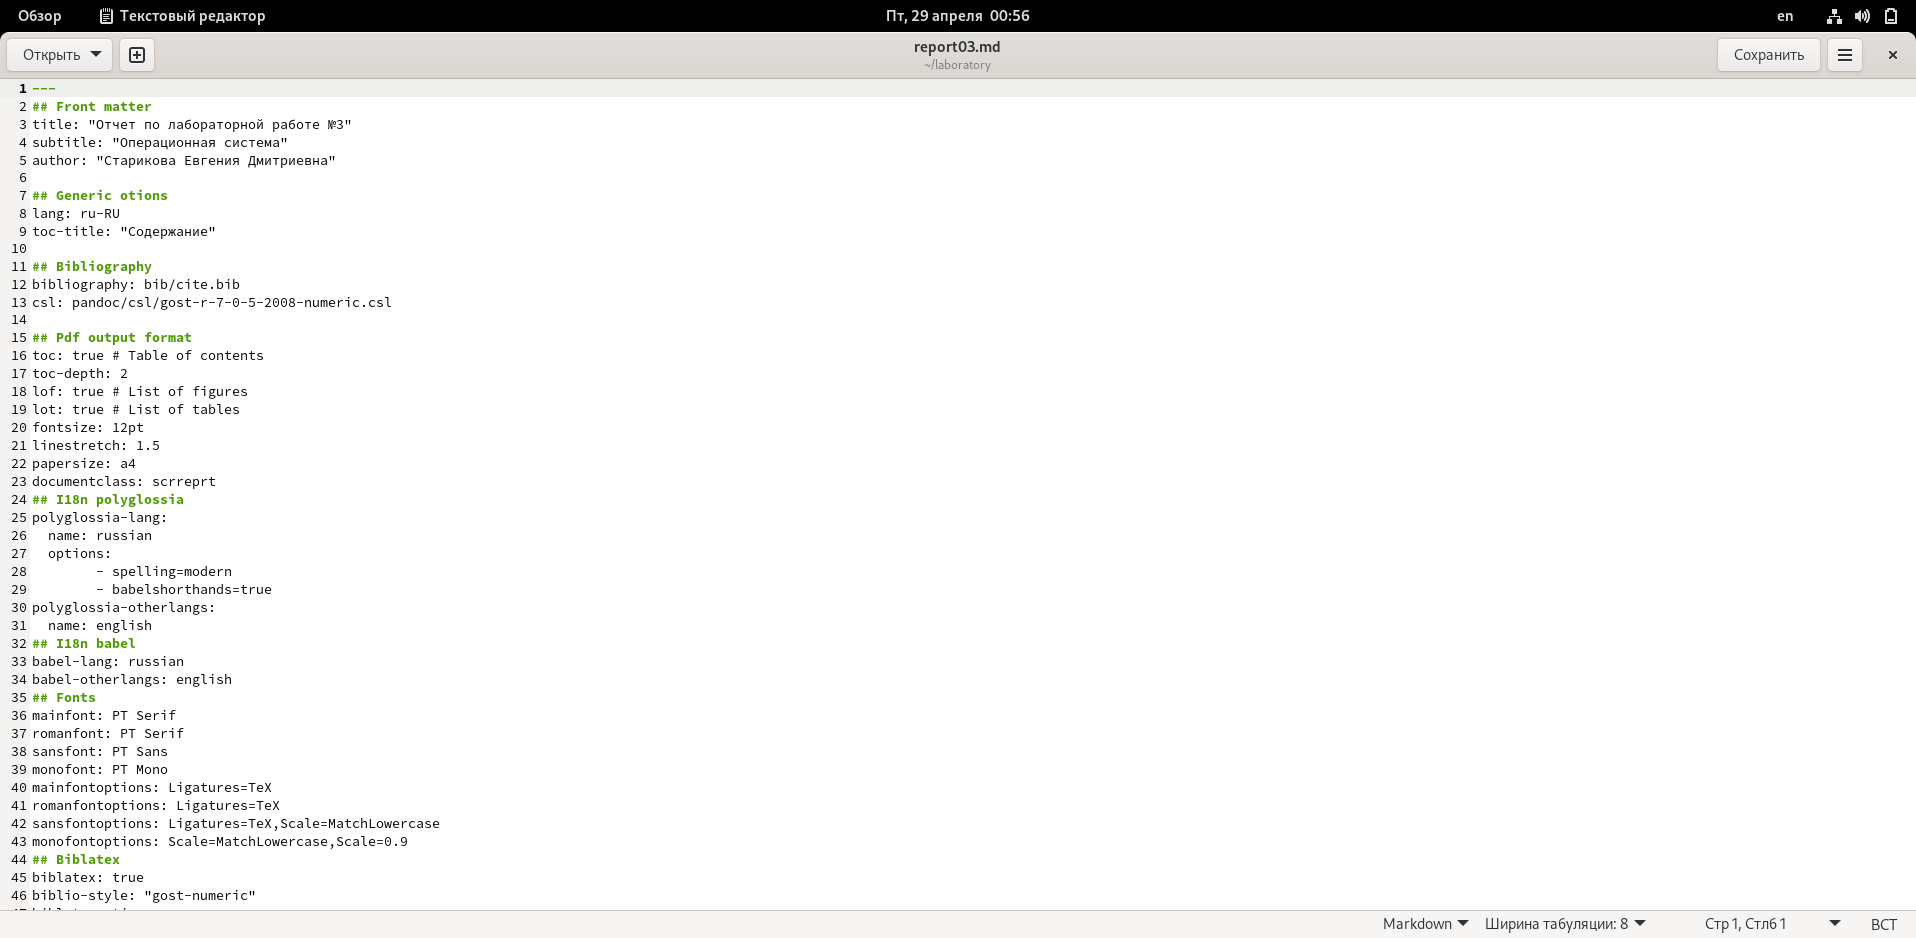 Обзор Текстовый редактор Пт, 29 апреля 00:56 en
Открыть report03.md Сохранить
~/laboratory
1 ---
2 ## Front matter
3 title: "Отчет по лабораторной работе №3"
4 subtitle: "Операционная система"
5 author: "Старикова Евгения Дмитриевна"
6
7 ## Generic otions
8 lang: ru-RU
9 toc-title: "Содержание"
10
11 ## Bibliography
12 bibliography: bib/cite.bib
13 csl: pandoc/csl/gost-r-7-0-5-2008-numeric.csl
14
15 ## Pdf output format
16 toc: true # Table of contents
17 toc-depth: 2
18 lof: true # List of figures
19 lot: true # List of tables
20 fontsize: 12pt
21 linestretch: 1.5
22 papersize: a4
23 documentclass: scrreprt
24 ## I18n polyglossia
25 polyglossia-lang:
26   name: russian
27   options:
28         - spelling=modern
29         - babelshorthands=true
30 polyglossia-otherlangs:
31   name: english
32 ## I18n babel
33 babel-lang: russian
34 babel-otherlangs: english
35 ## Fonts
36 mainfont: PT Serif
37 romanfont: PT Serif
38 sansfont: PT Sans
39 monofont: PT Mono
40 mainfontoptions: Ligatures=TeX
41 romanfontoptions: Ligatures=TeX
42 sansfontoptions: Ligatures=TeX,Scale=MatchLowercase
43 monofontoptions: Scale=MatchLowercase,Scale=0.9
44 ## Biblatex
45 biblatex: true
46 biblio-style: "gost-numeric"
Markdown Ширина табуляции: 8 Стр 1, Стлб 1 ВСТ